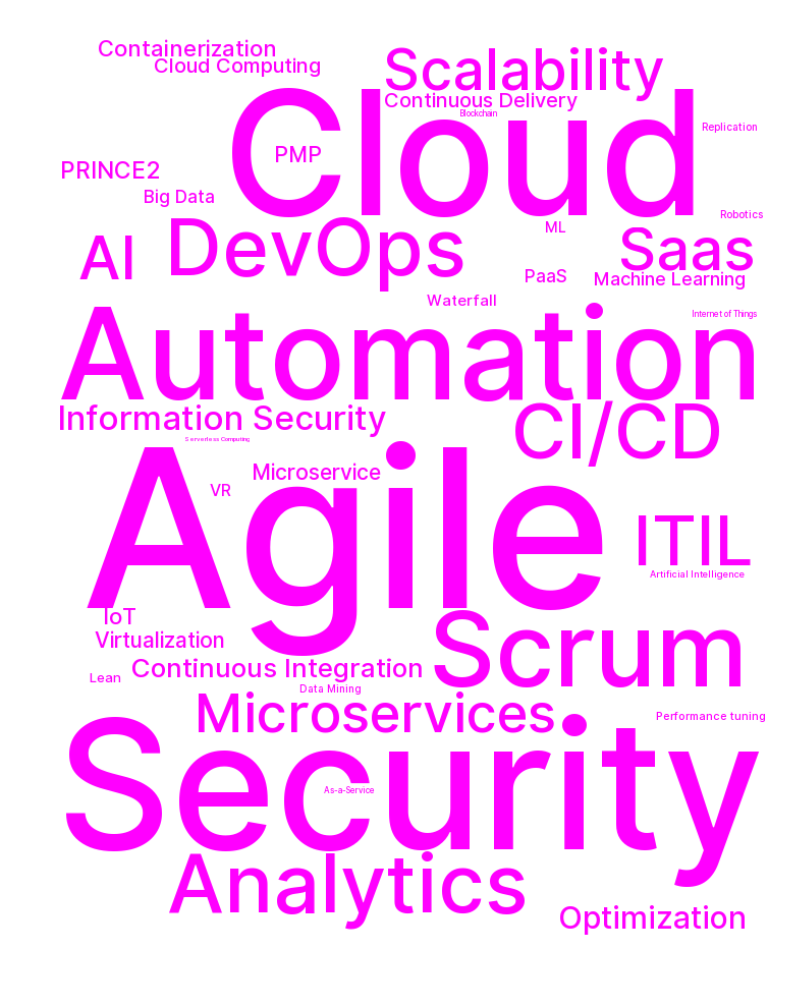 Containerization
Cloud Computing
Scalability
Continuous Delivery
Blockchain
Cloud
Replication
PMP
PRINCE2
Big Data
Robotics
DevOps
ML
Saas
AI
PaaS
Machine Learning
Waterfall
Internet of Things
Automation
Information Security
CI/CD
Serverless Computing
Microservice
VR
Agile
ITIL
Artificial Intelligence
IoT
Virtualization
Scrum
Continuous Integration
Lean
Data Mining
Microservices
Performance tuning
Security
As-a-Service
Analytics
Optimization